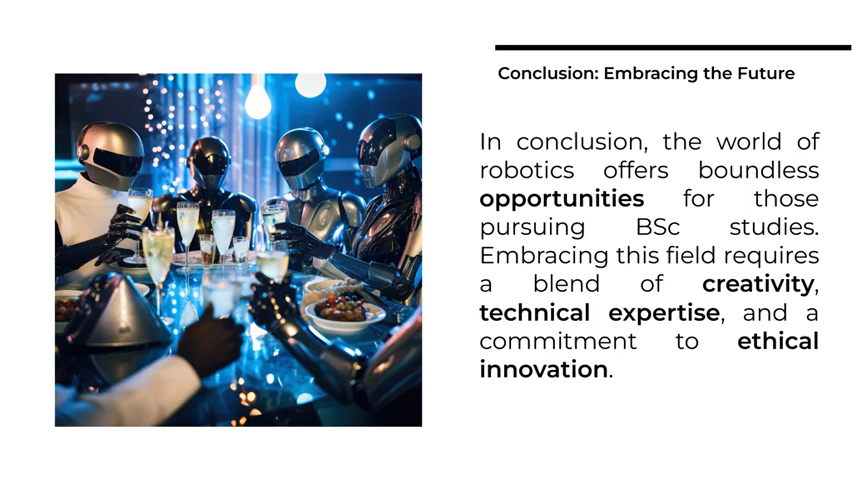 Conclusion: Embracing the Future
In conclusion, the world of
robotics offers boundless
opportunities for those
pursuing BSc studies.
Embracing this field requires
a blend of creativity,
technical expertise, and a
commitment to ethical
innovation.